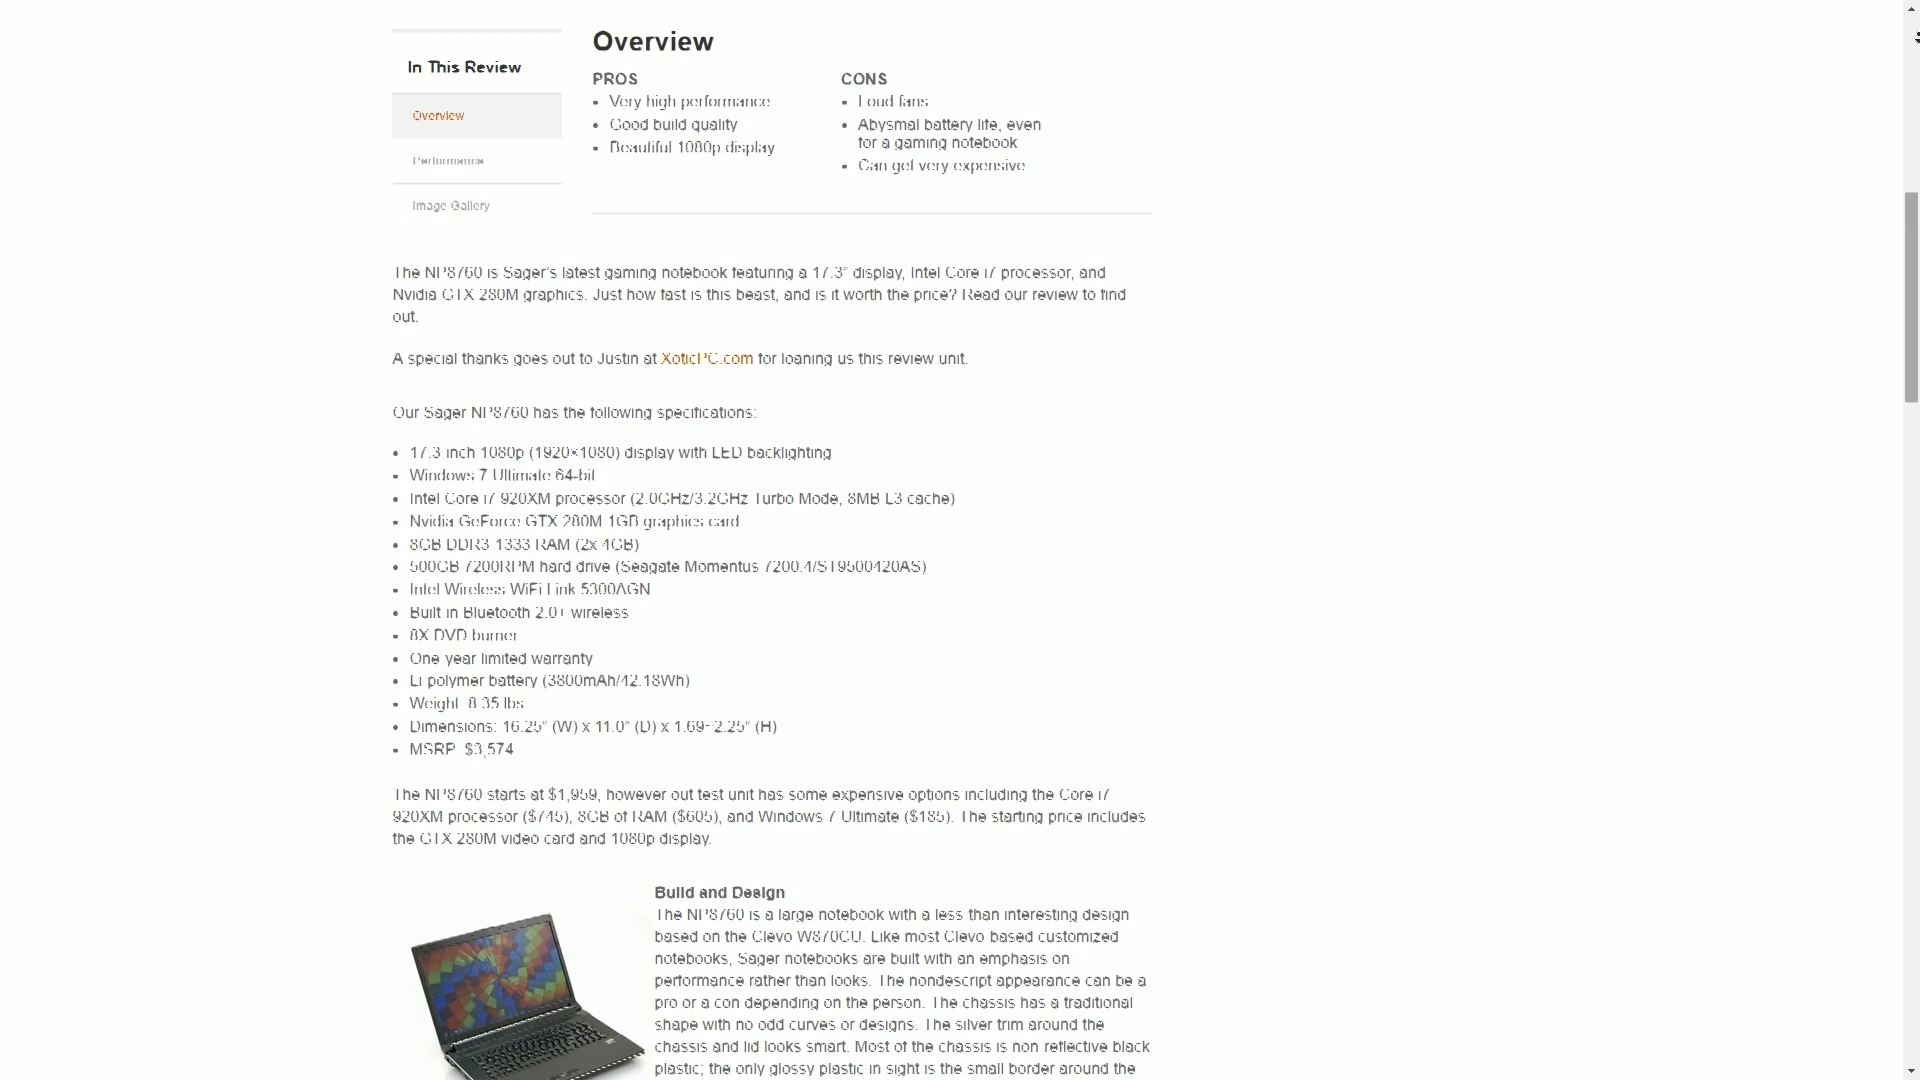 In This Review
Overview
Performance
Image Gallery
Overview
PROS
• Very high performance
• Good build quality
• Beautiful 1080p display
CONS
• Loud fans
• Abysmal battery life, even
for a gaming notebook
• Can get very expensive
The NP8760 is Sager's latest gaming notebook featuring a 17.3" display, Intel Core i7 processor, and
Nvidia GTX 280M graphics. Just how fast is this beast, and is it worth the price? Read our review to find
out.
A special thanks goes out to Justin at XoticPC.com for loaning us this review unit.
Our Sager NP8760 has the following specifications:
• 17.3 inch 1080p (1920×1080) display with LED backlighting
• Windows 7 Ultimate 64-bit
• Intel Core i7 920XM processor (2.0GHz/3.2GHz Turbo Mode, 8MB L3 cache)
• Nvidia GeForce GTX 280M 1GB graphics card
• 8GB DDR3-1333 RAM (2x 4GB)
• 500GB 7200RPM hard drive (Seagate Momentus 7200.4/ST9500420AS)
• Intel Wireless WiFi Link 5300AGN
• Built-in Bluetooth 2.0+ wireless
• 8X DVD burner
• One-year limited warranty
• Li-polymer battery (3800mAh/42.18Wh)
• Weight: 8.35 lbs
• Dimensions: 16.25" (W) x 11.0" (D) x 1.69~2.25" (H)
• MSRP: $3,574
The NP8760 starts at $1,959, however out test unit has some expensive options including the Core i7
920XM processor ($745), 8GB of RAM ($605), and Windows 7 Ultimate ($185). The starting price includes
the GTX 280M video card and 1080p display.
Build and Design
The NP8760 is a large notebook with a less than interesting design
based on the Clevo W870CU. Like most Clevo-based customized
notebooks, Sager notebooks are built with an emphasis on
performance rather than looks. The nondescript appearance can be a
pro or a con depending on the person. The chassis has a traditional
shape with no odd curves or designs. The silver trim around the
chassis and lid looks smart. Most of the chassis is non-reflective black
plastic; the only glossy plastic in sight is the small border around the